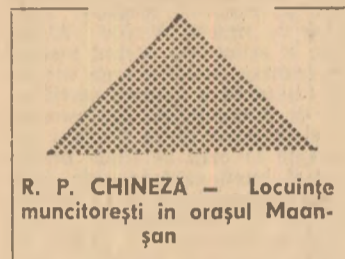 R. P. CHINEZĂ – Locuințe
muncitorești in orașul Maan-
șan